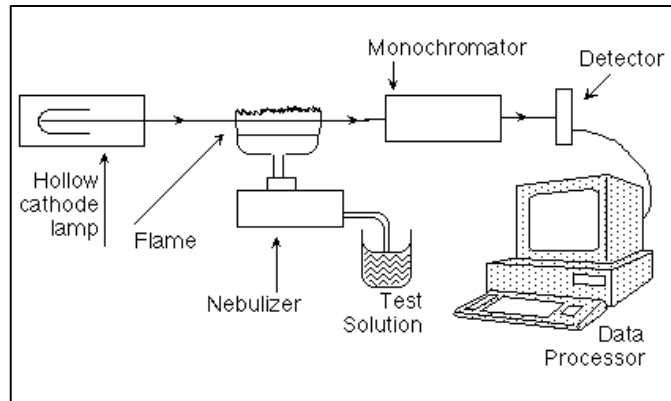 Monochromator
Detector
Hollow
cathode
lamp
Flame
Nebulizer
Test
Solution
Data
Processor